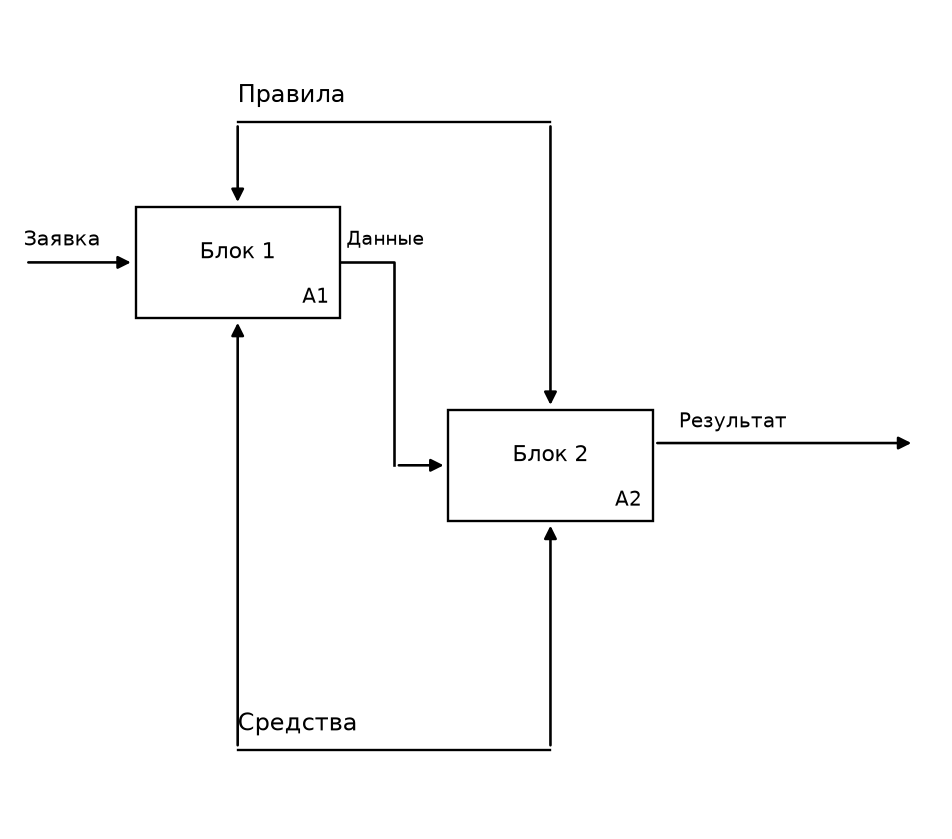 Правила
Заявка
Блок 1
Данные
A1
Результат
Блок 2
A2
Средства